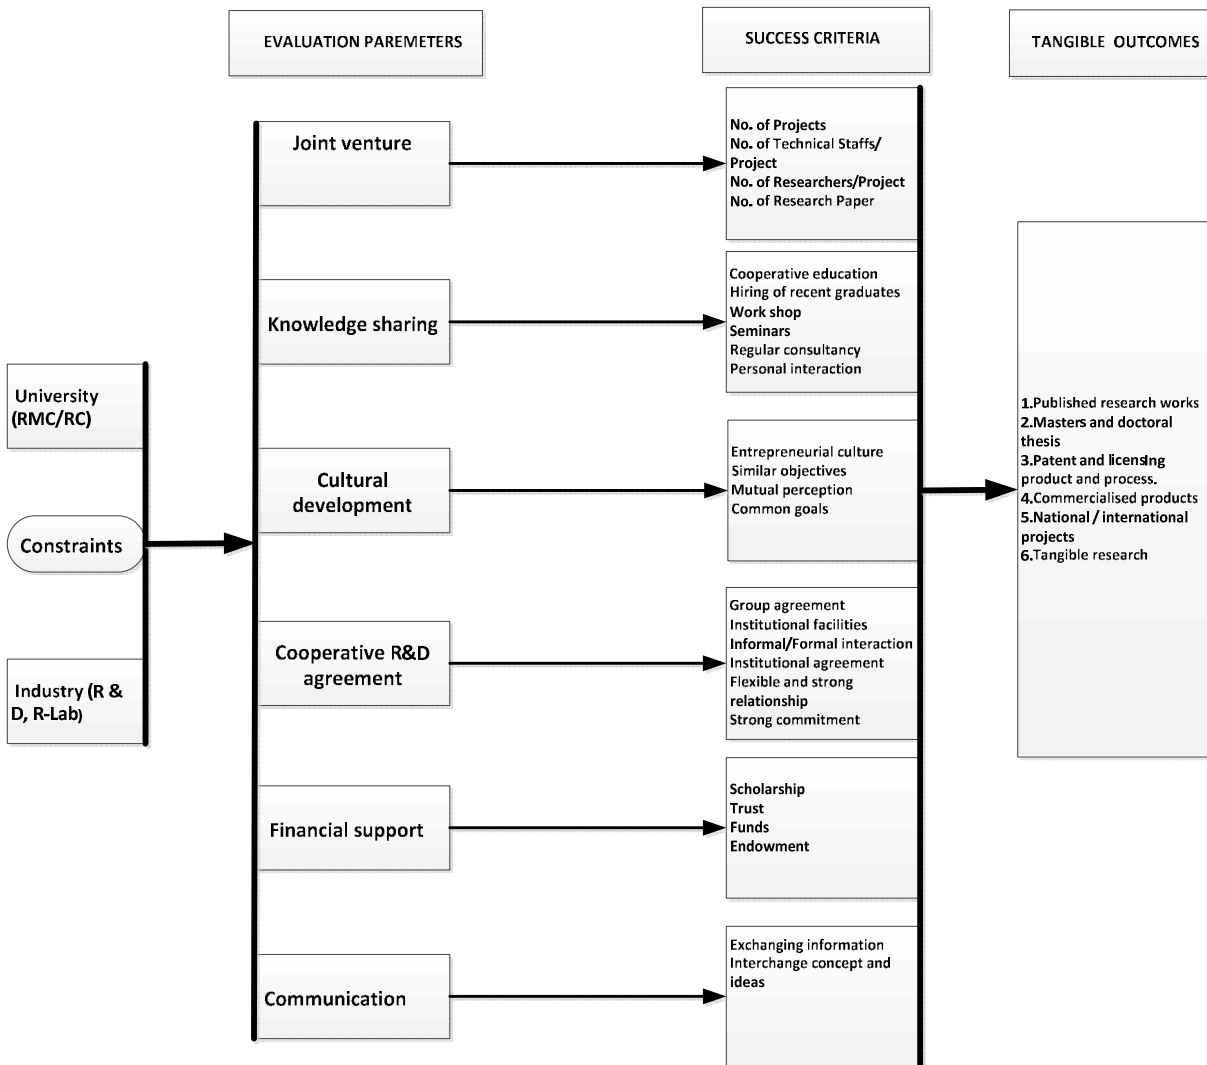 EVALUATION PAREMETERS
SUCCESS CRITERIA
TANGIBLE OUTCOMES
University
(RMC/RC)
Constraints
Industry (R &
D, R-Lab)
Joint venture
Knowledge sharing
Cultural
development
Cooperative R&D
agreement
Financial support
Communication
No. of Projects
No. of Technical Staffs/
Project
No. of Researchers/Project
No. of Research Paper
Cooperative education
Hiring of recent graduates
Work shop
Seminars
Regular consultancy
Personal interaction
Entrepreneurial culture
Similar objectives
Mutual perception
Common goals
Group agreement
Institutional facilities
Informal/Formal interaction
Institutional agreement
Flexible and strong
relationship
Strong commitment
Scholarship
Trust
Funds
Endowment
Exchanging information
Interchange concept and
ideas
1.Published research works
2.Masters and doctoral
thesis
3.Patent and licensing
product and process.
4.Commercialised products
5.National / international
projects
6.Tangible research